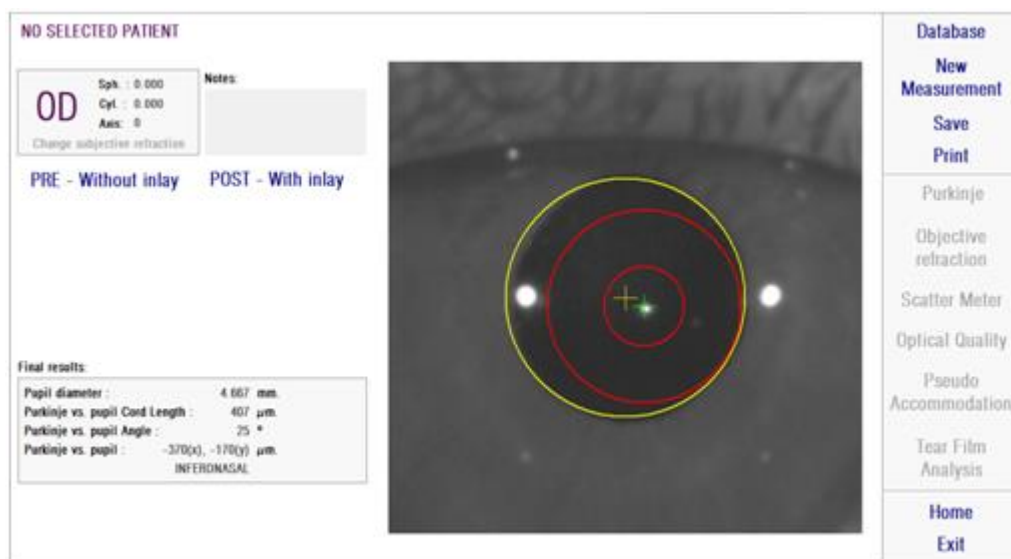 NO SELECTED PATIENT
OD
Sph. : 0.000
Cyl. : 0.000
Axis: 0
Change subjective refraction
Notes:
PRE - Without inlay
POST - With inlay
Final results:
Pupil diameter : 4.667 mm.
Purkinje vs. pupil Cord Length : 407 µm.
Purkinje vs. pupil Angle : 25 °
Purkinje vs. pupil : -370(x), -170(y) µm.
INFERONASAL
Database
New
Measurement
Save
Print
Purkinje
Objective
refraction
Scatter Meter
Optical Quality
Pseudo
Accommodation
Tear Film
Analysis
Home
Exit